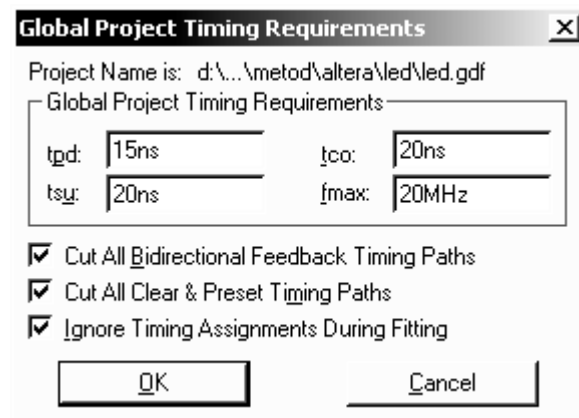 Global Project Timing Requirements
Project Name is: d:\...\metod\altera\led\led.gdf
Global Project Timing Requirements
tpd: 15ns tco: 20ns
tsu: 20ns fmax: 20MHz
Cut All Bidirectional Feedback Timing Paths
Cut All Clear & Preset Timing Paths
Ignore Timing Assignments During Fitting
OK Cancel